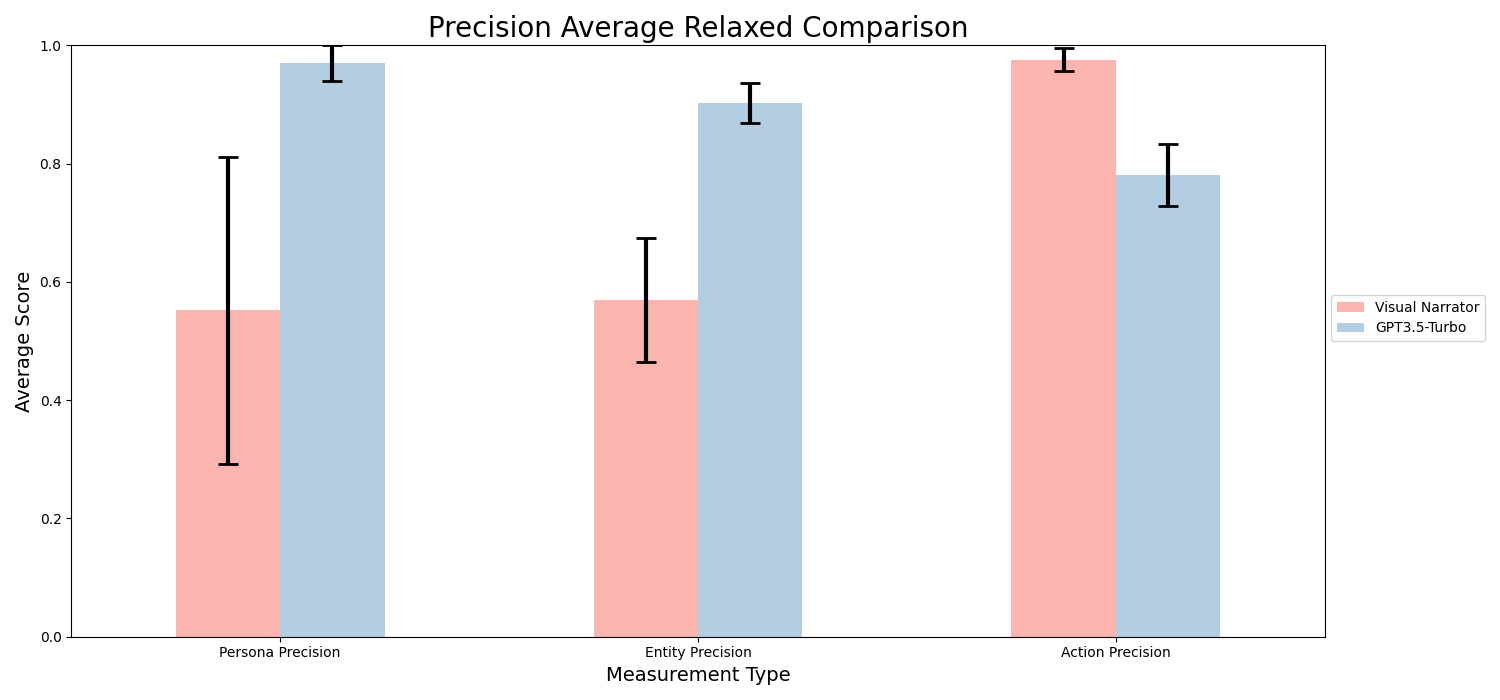 Precision Average Relaxed Comparison
Average Score
1.0
0.8
0.6
0.4
0.2
0.0
Persona Precision
Entity Precision
Action Precision
Measurement Type
Visual Narrator
GPT3.5-Turbo